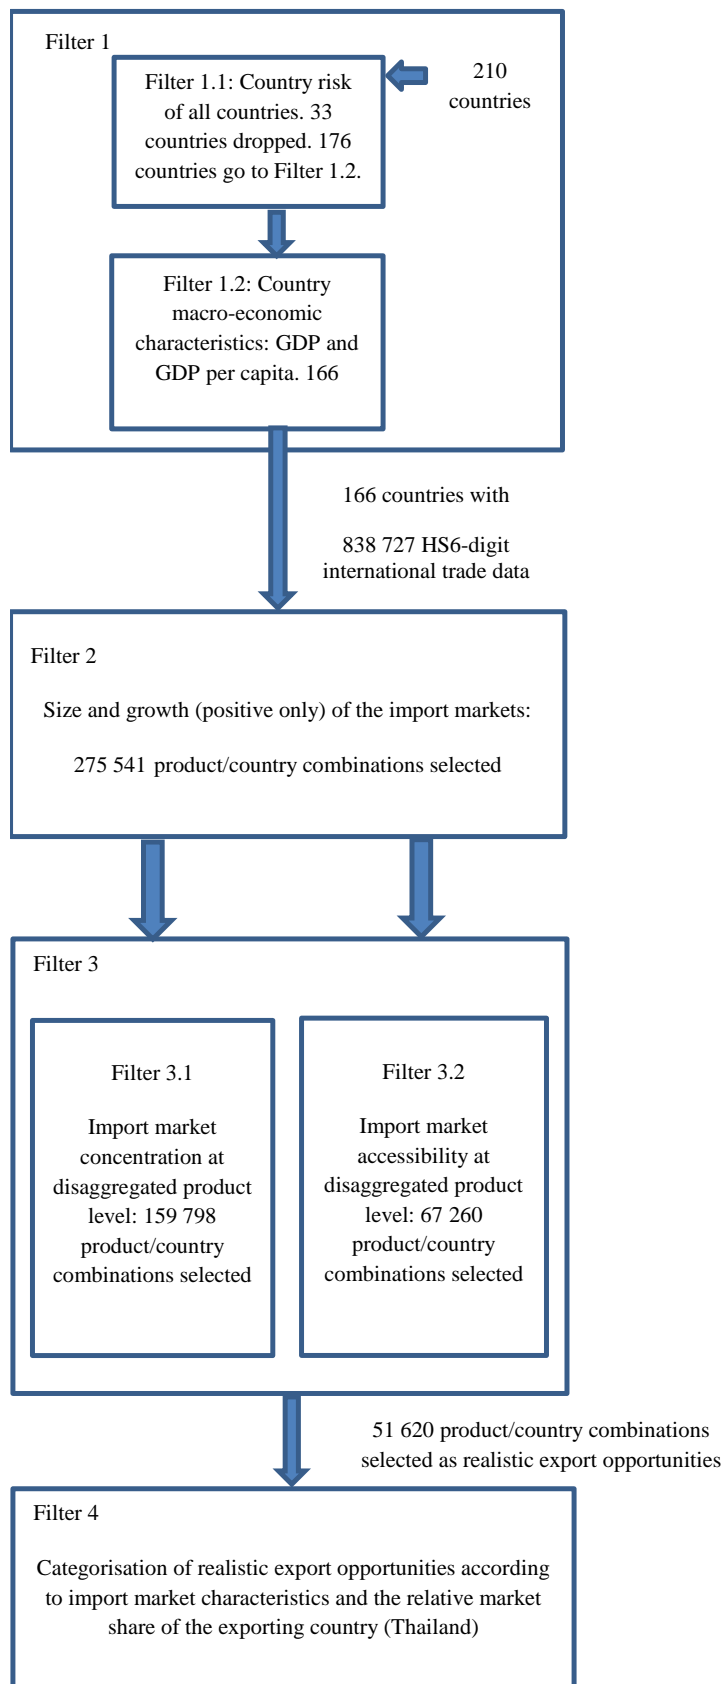 Filter 1
210
countries
Filter 1.1: Country risk
of all countries. 33
countries dropped. 176
countries go to Filter 1.2.
Filter 1.2: Country
macro-economic
characteristics: GDP and
GDP per capita. 166
166 countries with
838 727 HS6-digit
international trade data
Filter 2
Size and growth (positive only) of the import markets:
275 541 product/country combinations selected
Filter 3
Filter 3.1
Import market
concentration at
disaggregated product
level: 159 798
product/country
combinations selected
Filter 3.2
Import market
accessibility at
disaggregated product
level: 67 260
product/country
combinations selected
51 620 product/country combinations
selected as realistic export opportunities
Filter 4
Categorisation of realistic export opportunities according
to import market characteristics and the relative market
share of the exporting country (Thailand)